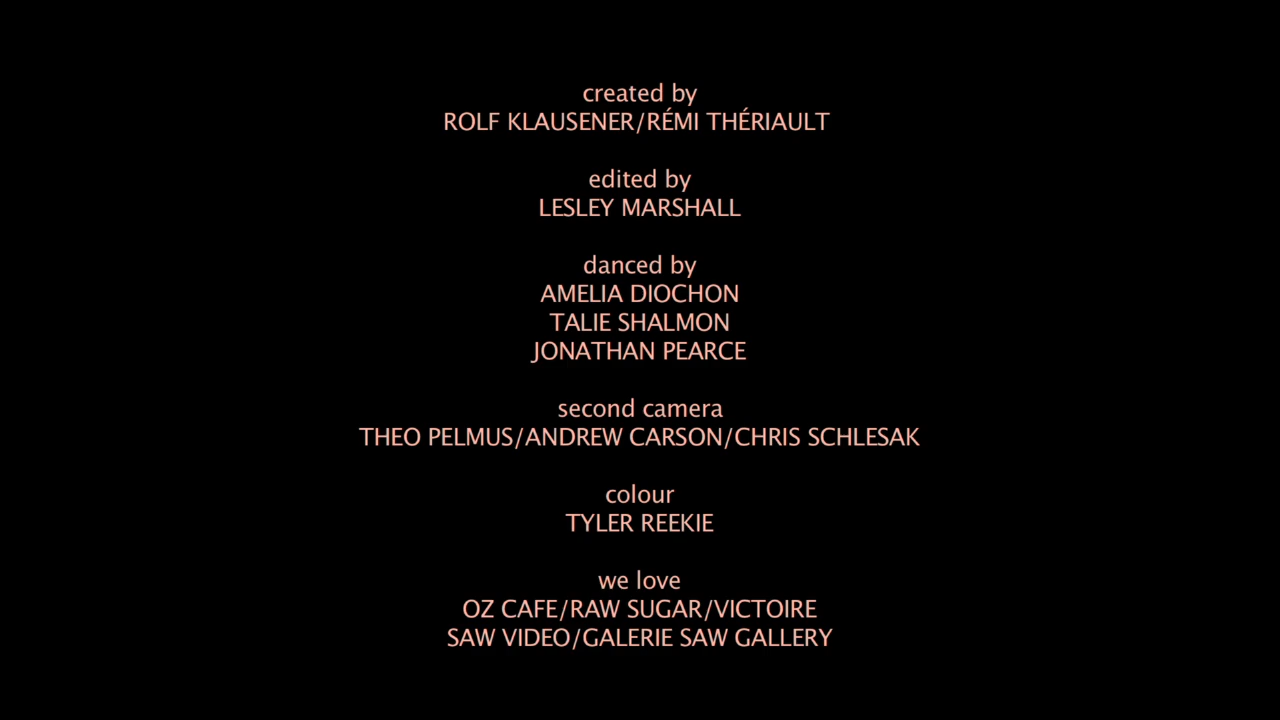 created by
ROLF KLAUSENER/RÉMI THÉRIAULT
edited by
LESLEY MARSHALL
danced by
AMELIA DIOCHON
TALIE SHALMON
JONATHAN PEARCE
second camera
THEO PELMUS/ANDREW CARSON/CHRIS SCHLESAK
colour
TYLER REEKIE
we love
OZ CAFE/RAW SUGAR/VICTOIRE
SAW VIDEO/GALERIE SAW GALLERY